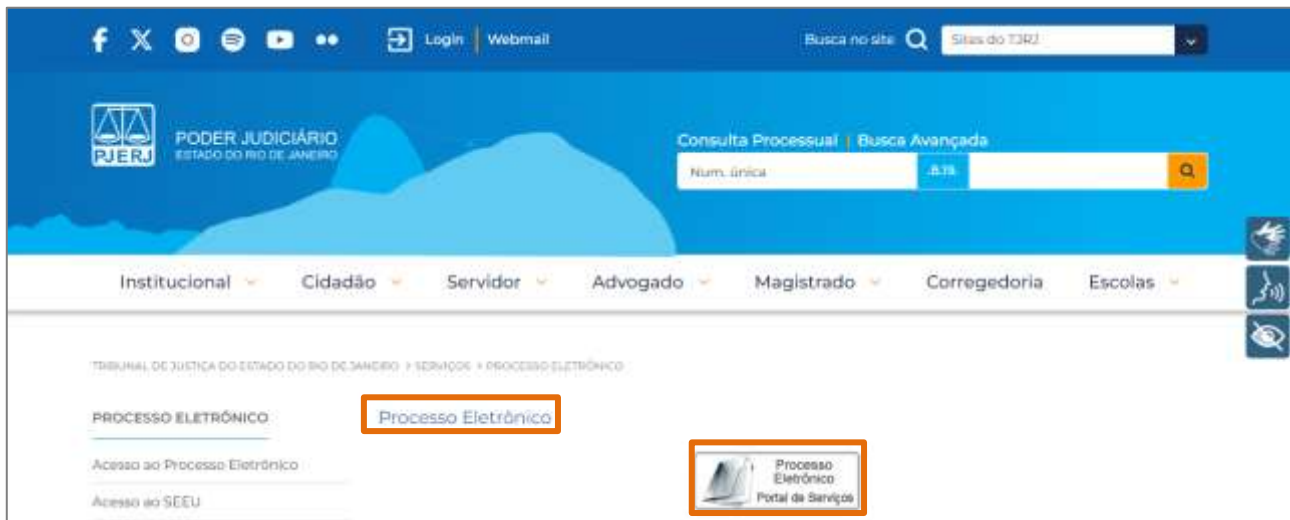 Login | Webmail
Busca no site
Sites do TJRJ
PJERJ
PODER JUDICIÁRIO
ESTADO DO RIO DE JANEIRO
Consulta Processual | Busca Avançada
Num. única
.8.19.
Institucional
Cidadão
Servidor
Advogado
Magistrado
Corregedoria
Escolas
TRIBUNAL DE JUSTIÇA DO ESTADO DO RIO DE JANEIRO > SERVIÇOS > PROCESSO ELETRÔNICO
PROCESSO ELETRÔNICO
Processo Eletrônico
Acesso ao Processo Eletrônico
Acesso ao SEEU
Processo
Eletrônico
Portal de Serviços